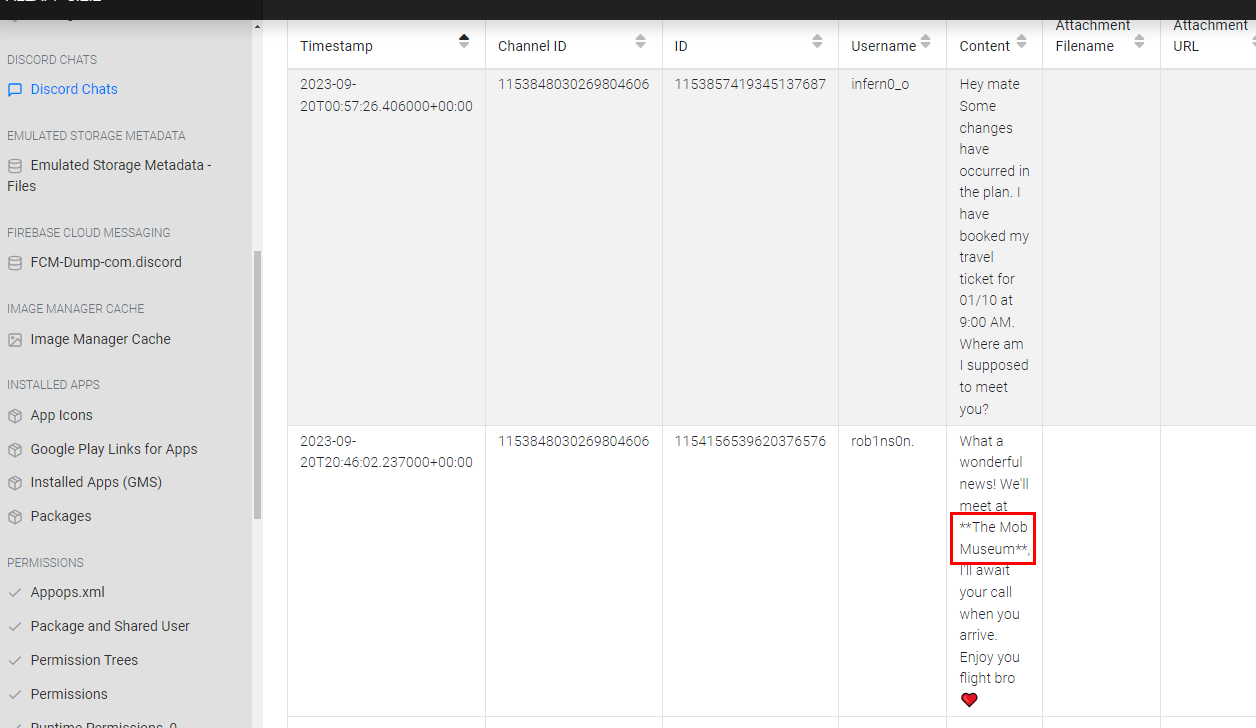 DISCORD CHATS
Discord Chats
EMULATED STORAGE METADATA
Emulated Storage Metadata -
Files
FIREBASE CLOUD MESSAGING
FCM-Dump-com.discord
IMAGE MANAGER CACHE
Image Manager Cache
INSTALLED APPS
App Icons
Google Play Links for Apps
Installed Apps (GMS)
Packages
PERMISSIONS
Appops.xml
Package and Shared User
Permission Trees
Permissions
Runtime Permissions_0
Timestamp
Channel ID
ID
Username
Content
Attachment
Filename
Attachment
URL
2023-09-
20T00:57:26.406000+00:00
1153848030269804606
1153857419345137687
infern0_o
Hey mate
Some
changes
have
occurred in
the plan. I
have
booked my
travel
ticket for
01/10 at
9:00 AM.
Where am
I supposed
to meet
you?
2023-09-
20T20:46:02.237000+00:00
1153848030269804606
1154156539620376576
rob1ns0n.
What a
wonderful
news! We'll
meet at
**The Mob
Museum**,
I'll await
your call
when you
arrive.
Enjoy you
flight bro
❤️